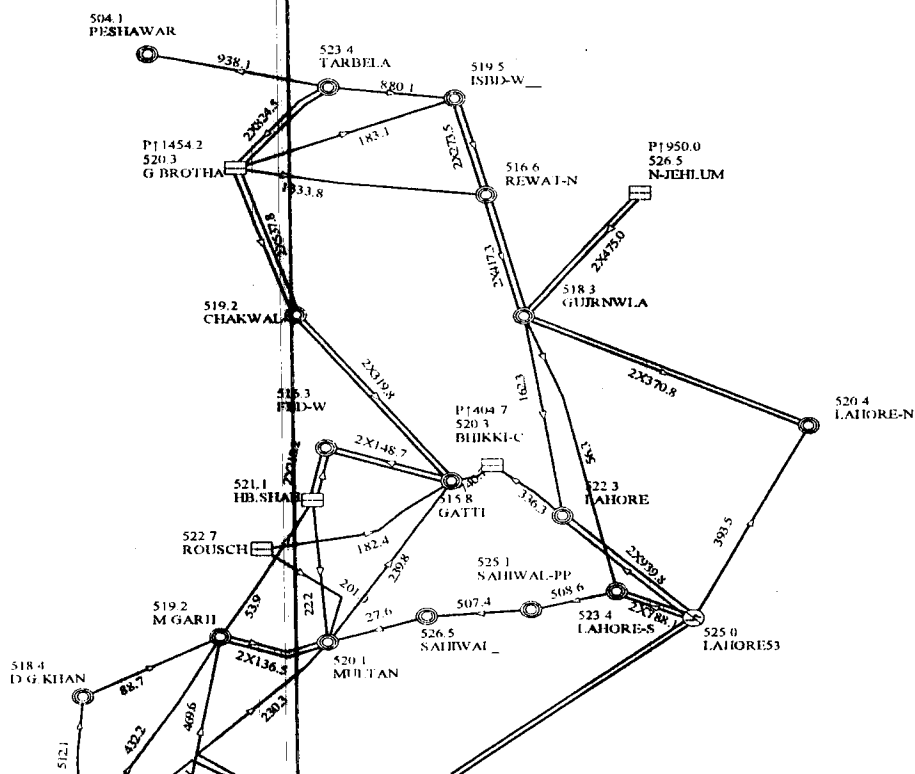 504.1
PESHAWAR
938.1
523.4
TARBELA
880.1
519.5
ISBD-W_
2X824.8
183.1
2X273.5
P↑1454.2
520.3
G.BROTHA
516.6
REWAT-N
P↑950.0
526.5
N-JEHLUM
2X417.3
2X475.0
519.2
CHAKWAL
518.3
GUJRNWLA
2X319.8
162.3
2X370.8
520.4
LAHORE-N
P↑404.7
520.3
BHIKKI-C
56.3
2X148.7
521.1
HB.SHAH
515.8
GATTI
336.3
522.3
LAHORE
522.7
ROUSCH
182.4
239.8
525.1
SAHIWAL-PP
2X939.8
393.5
53.9
22.2
27.6
507.4
508.6
519.2
M.GARH
526.5
SAHIWAL_
523.4
LAHORE-S
2X788.1
525.0
LAHORE53
2X136.5
520.1
MULTAN
518.4
D.G.KHAN
88.7
230.3
432.2
469.6
512.1